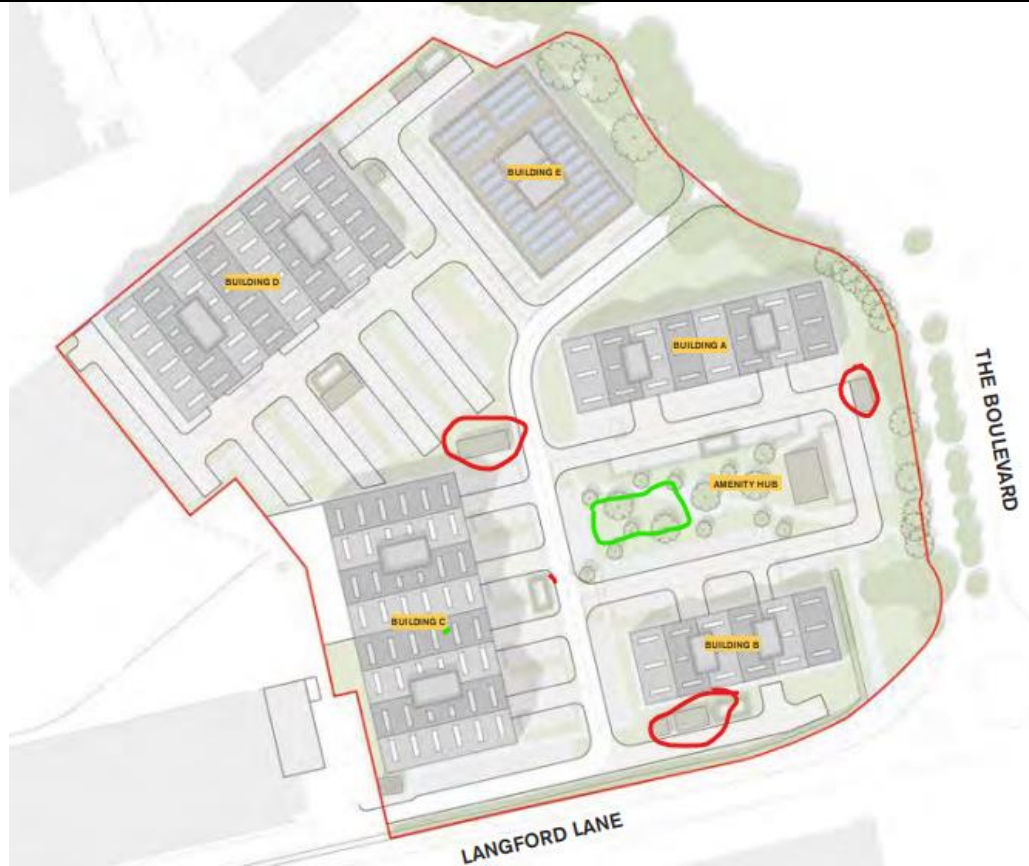 BUILDING E
BUILDING D
BUILDING A
THE BOULEVARD
AMENITY HUB
BUILDING C
BUILDING B
LANGFORD LANE